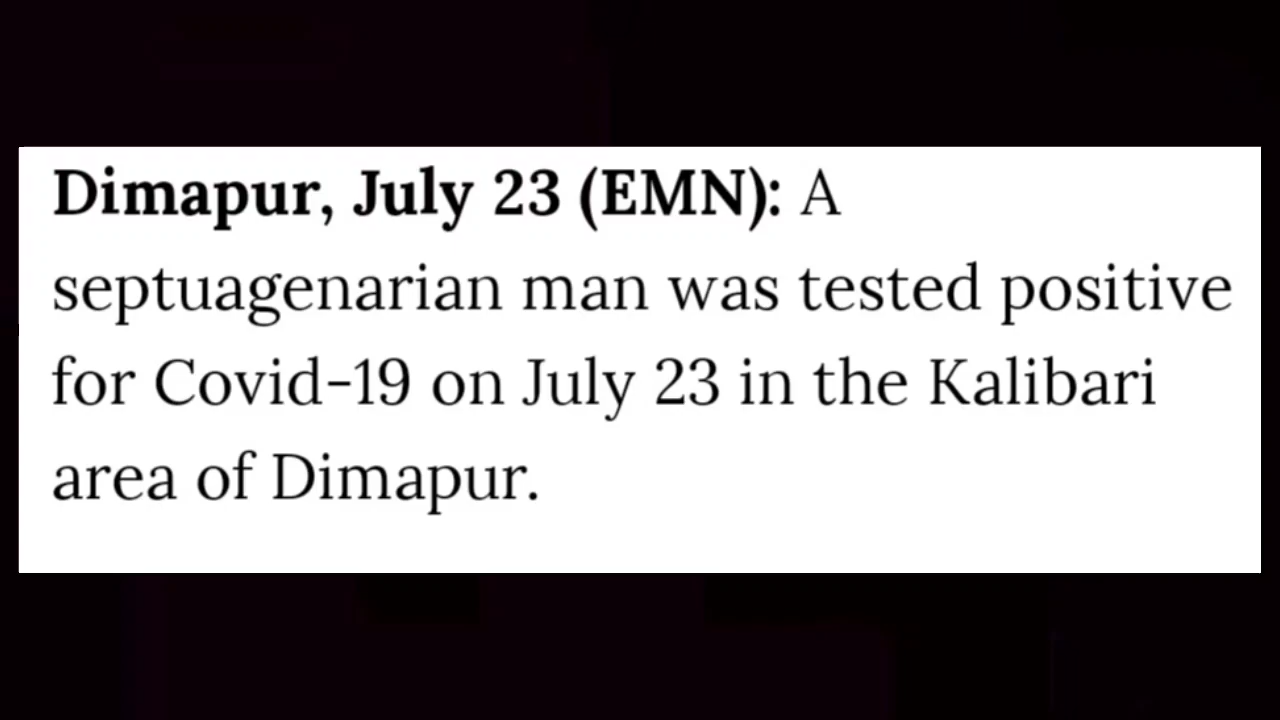 Dimapur, July 23 (EMN): A
septuagenarian man was tested positive
for Covid-19 on July 23 in the Kalibari
area of Dimapur.